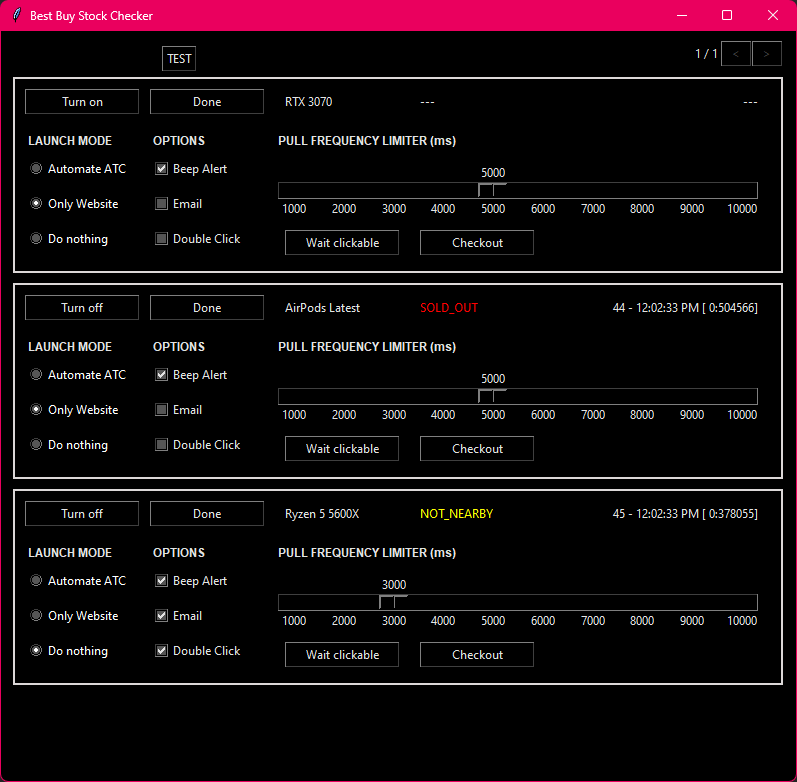 Best Buy Stock Checker
TEST
1 / 1 < >
Turn on Done RTX 3070 --- ---
LAUNCH MODE OPTIONS PULL FREQUENCY LIMITER (ms)
Automate ATC Beep Alert
5000
Only Website Email
1000 2000 3000 4000 5000 6000 7000 8000 9000 10000
Do nothing Double Click Wait clickable Checkout
Turn off Done AirPods Latest SOLD_OUT 44 - 12:02:33 PM [ 0:504566]
LAUNCH MODE OPTIONS PULL FREQUENCY LIMITER (ms)
Automate ATC Beep Alert
5000
Only Website Email
1000 2000 3000 4000 5000 6000 7000 8000 9000 10000
Do nothing Double Click Wait clickable Checkout
Turn off Done Ryzen 5 5600X NOT_NEARBY 45 - 12:02:33 PM [ 0:378055]
LAUNCH MODE OPTIONS PULL FREQUENCY LIMITER (ms)
Automate ATC Beep Alert
3000
Only Website Email
1000 2000 3000 4000 5000 6000 7000 8000 9000 10000
Do nothing Double Click Wait clickable Checkout